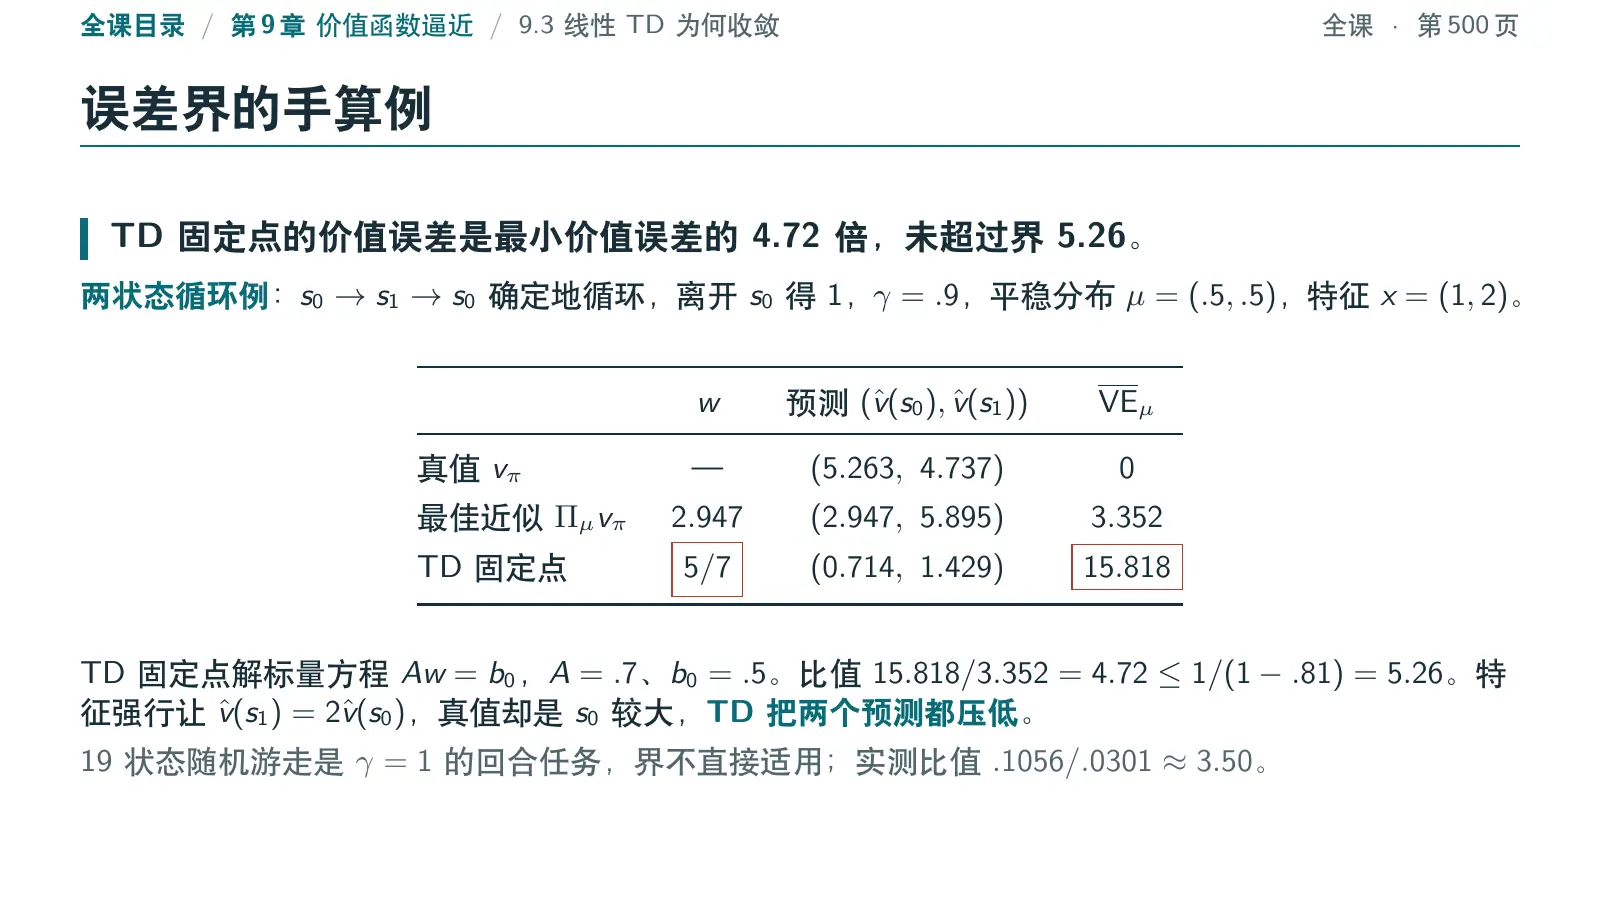 全课目录 / 第 9 章 价值函数逼近 / 9.3 线性 TD 为何收敛
全课 · 第 500 页
误差界的手算例
TD 固定点的价值误差是最小价值误差的 4.72 倍，未超过界 5.26。
两状态循环例：s₀ → s₁ → s₀ 确定地循环，离开 s₀ 得 1，γ = .9，平稳分布 μ = (.5, .5)，特征 x = (1, 2)。
w 预测 (v̂(s₀), v̂(s₁)) V̅E̅_μ
真值 v_π — (5.263, 4.737) 0
最佳近似 Π_μ v_π 2.947 (2.947, 5.895) 3.352
TD 固定点 5/7 (0.714, 1.429) 15.818
TD 固定点解标量方程 Aw = b₀，A = .7、b₀ = .5。比值 15.818/3.352 = 4.72 ≤ 1/(1 − .81) = 5.26。特
征强行让 v̂(s₁) = 2v̂(s₀)，真值却是 s₀ 较大，TD 把两个预测都压低。
19 状态随机游走是 γ = 1 的回合任务，界不直接适用；实测比值 .1056/.0301 ≈ 3.50。